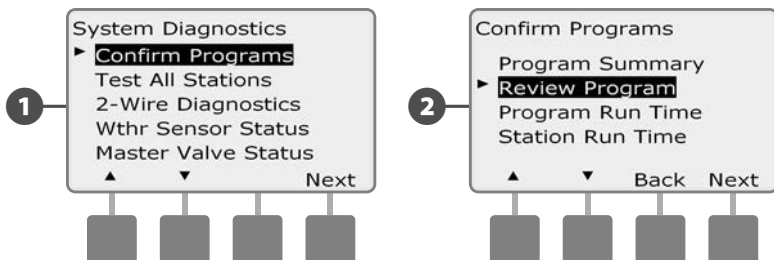 System Diagnostics
Confirm Programs
Test All Stations
2-Wire Diagnostics
Wthr Sensor Status
Master Valve Status
Next
1
Confirm Programs
Program Summary
Review Program
Program Run Time
Station Run Time
Back Next
2